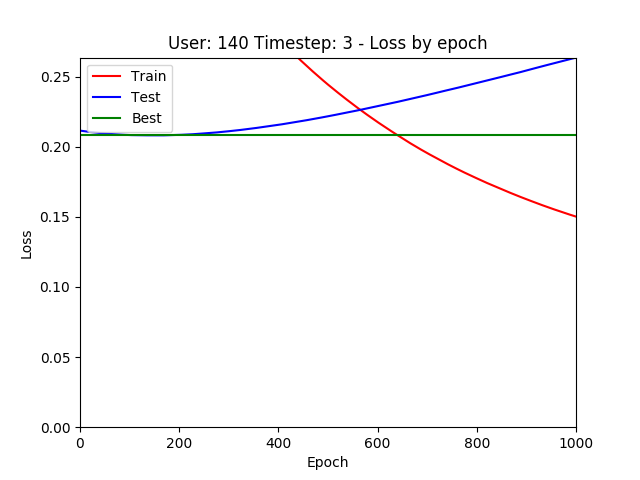 User: 140 Timestep: 3 - Loss by epoch
Train
Test
Best
0.25
0.20
0.15
0.10
0.05
0.00
Loss
0 200 400 600 800 1000
Epoch